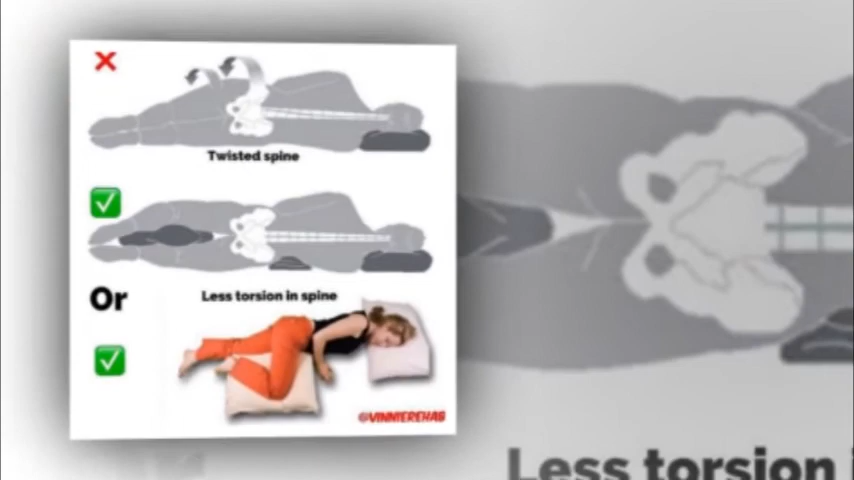 Twisted spine
Or
Less torsion in spine
@VINNIEREHAB
Less torsion i